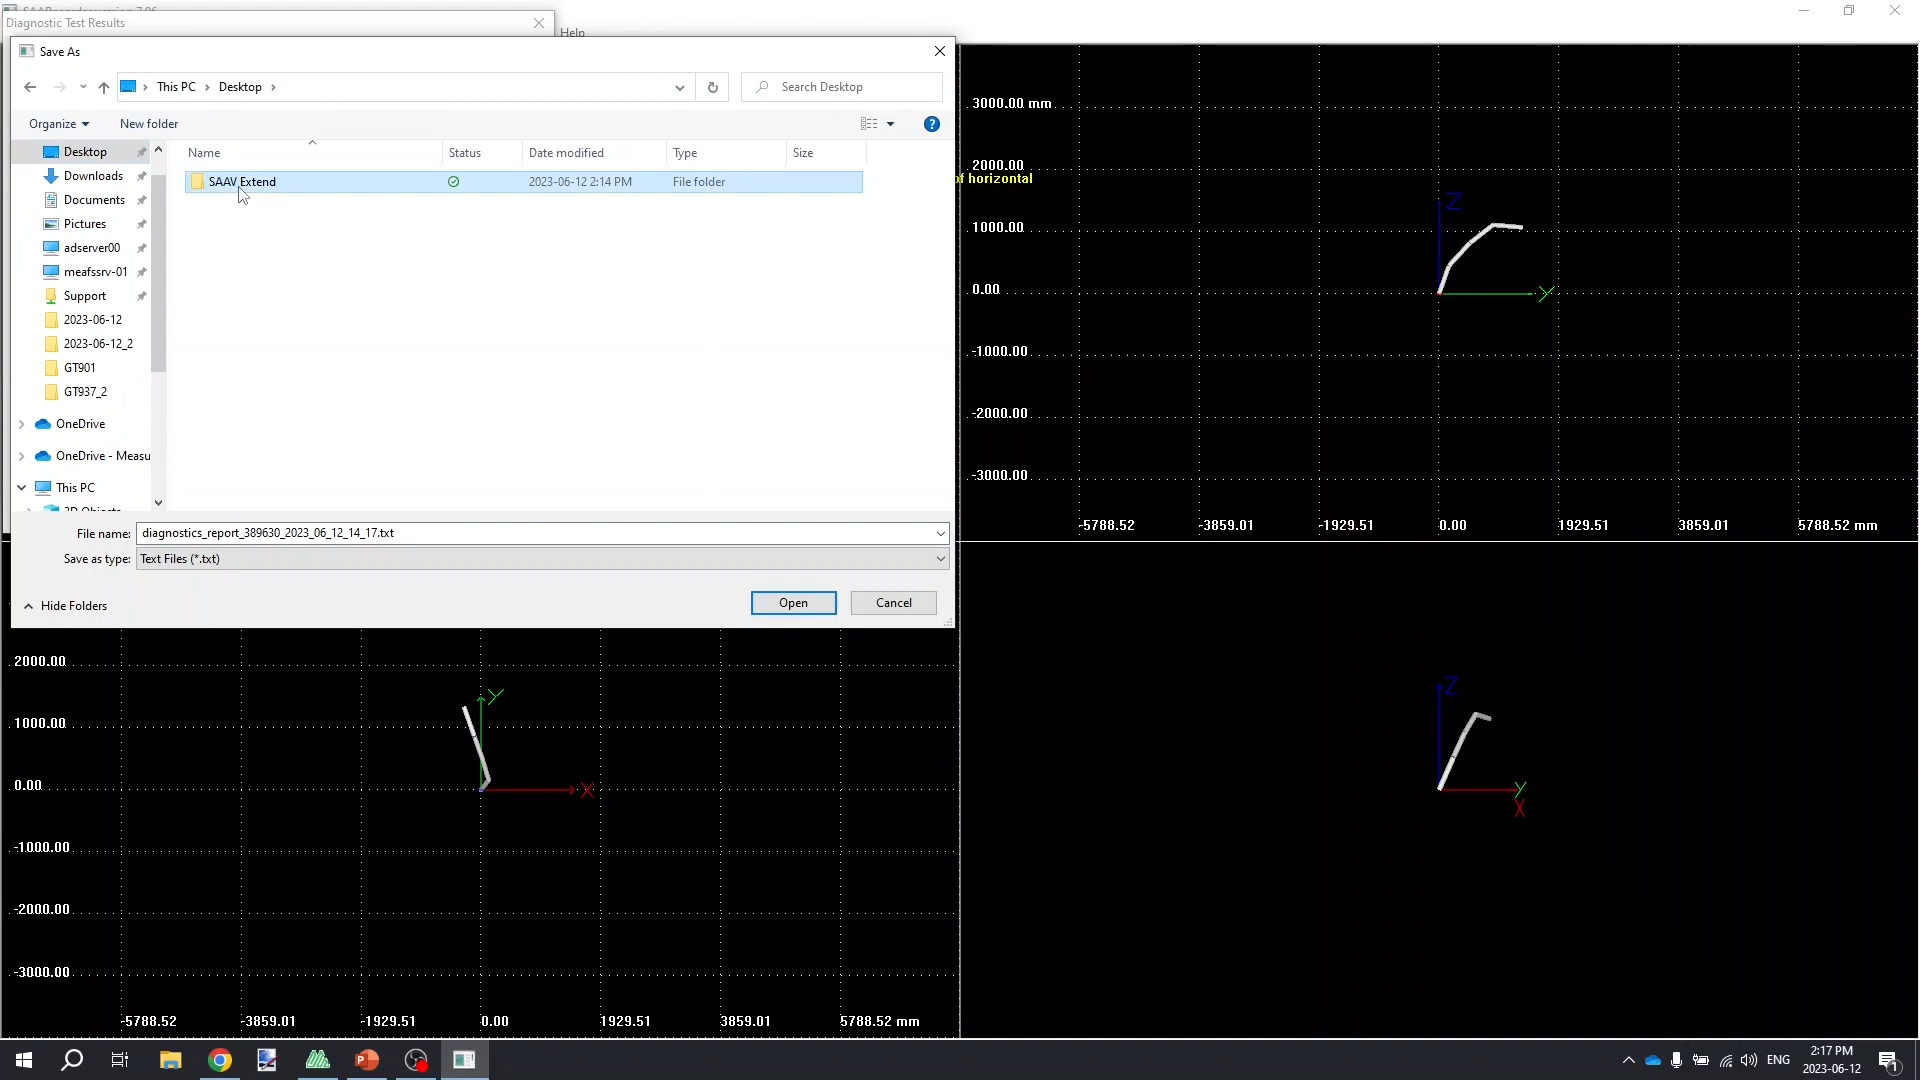 Diagnostic Test Results
Help
Save As
This PC
Desktop
Search Desktop
Organize
New folder
Name
Status
Date modified
Type
Size
SAAV Extend
2023-06-12 2:14 PM
File folder
Desktop
Downloads
Documents
Pictures
adserver00
meafssrv-01
Support
2023-06-12
2023-06-12_2
GT901
GT937_2
OneDrive
OneDrive - Measu
This PC
File name:
diagnostics_report_389630_2023_06_12_14_17.txt
Save as type:
Text Files (*.txt)
Hide Folders
Open
Cancel
3000.00 mm
2000.00
of horizontal
1000.00
0.00
-1000.00
-2000.00
-3000.00
-5788.52
-3859.01
-1929.51
0.00
1929.51
3859.01
5788.52 mm
Z
Y
2000.00
1000.00
0.00
-1000.00
-2000.00
-3000.00
-5788.52
-3859.01
-1929.51
0.00
1929.51
3859.01
5788.52 mm
Y
X
Z
Y
X
ENG
2:17 PM
2023-06-12
1